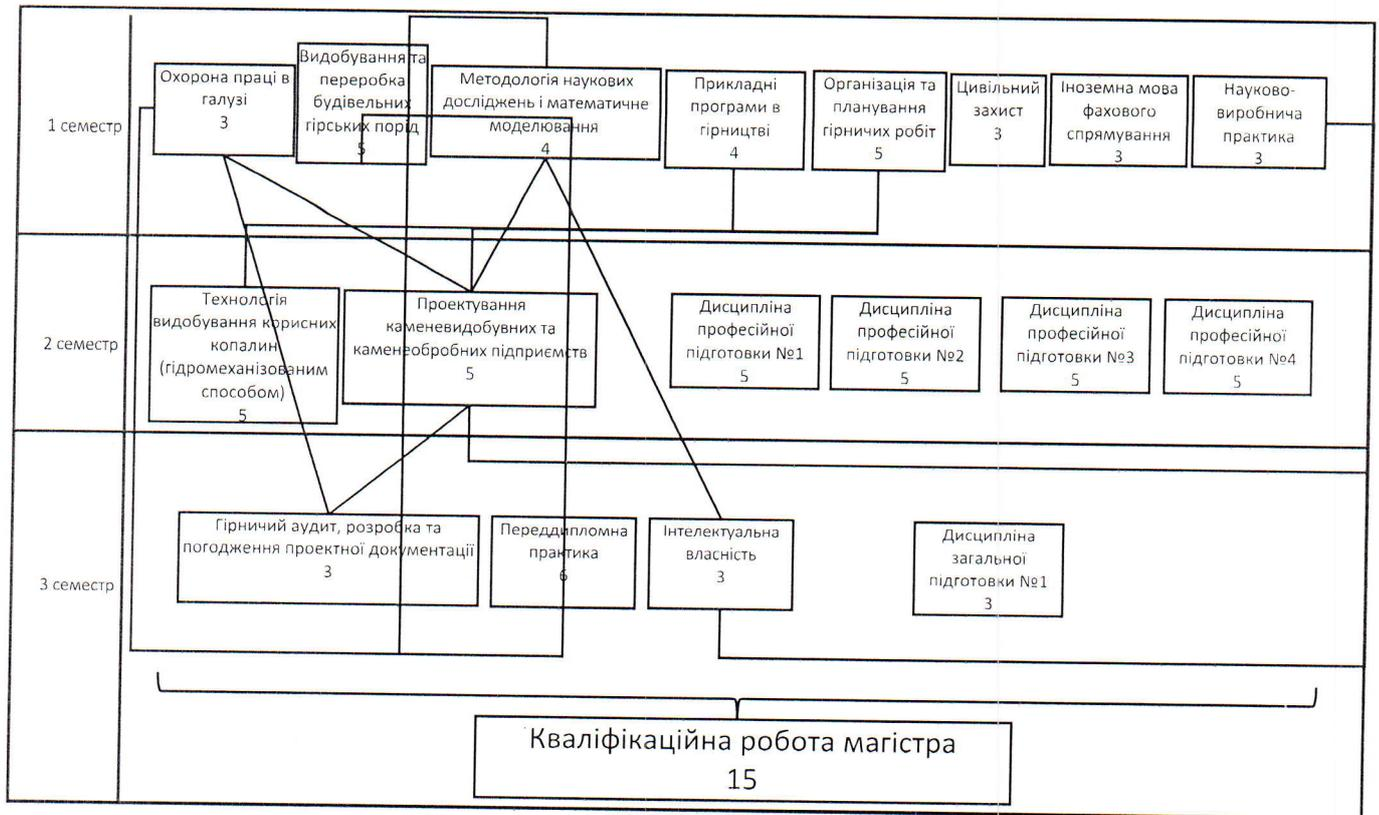 1 семестр
Охорона праці в
галузі
3
Видобування та
переробка
будівельних
гірських порід
5
Методологія наукових
досліджень і математичне
моделювання
4
Прикладні
програми в
гірництві
4
Організація та
планування
гірничих робіт
5
Цивільний
захист
3
Іноземна мова
фахового
спрямування
3
Науково-
виробнича
практика
3
2 семестр
Технологія
видобування корисних
копалин
(гідромеханізованим
способом)
5
Проектування
каменевидобувних та
каменеобробних підприємств
5
Дисципліна
професійної
підготовки №1
5
Дисципліна
професійної
підготовки №2
5
Дисципліна
професійної
підготовки №3
5
Дисципліна
професійної
підготовки №4
5
3 семестр
Гірничий аудит, розробка та
погодження проектної документації
3
Переддипломна
практика
6
Інтелектуальна
власність
3
Дисципліна
загальної
підготовки №1
3
Кваліфікаційна робота магістра
15